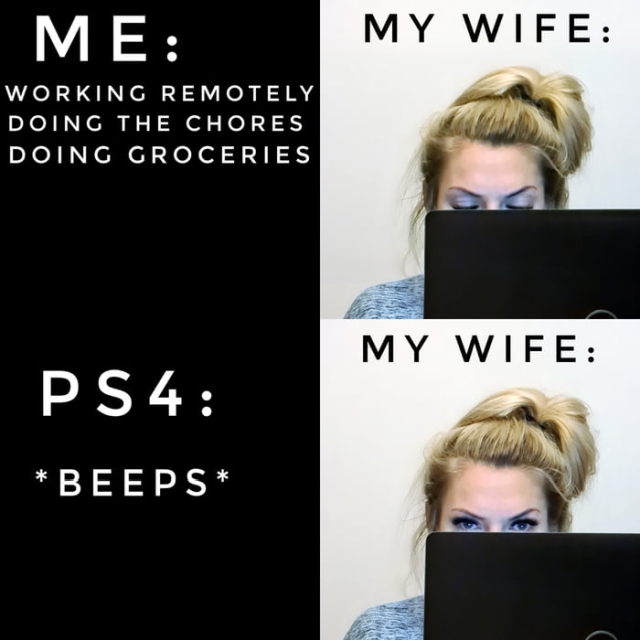 ME:
WORKING REMOTELY
DOING THE CHORES
DOING GROCERIES
MY WIFE:
PS4:
*BEEPS*
MY WIFE: